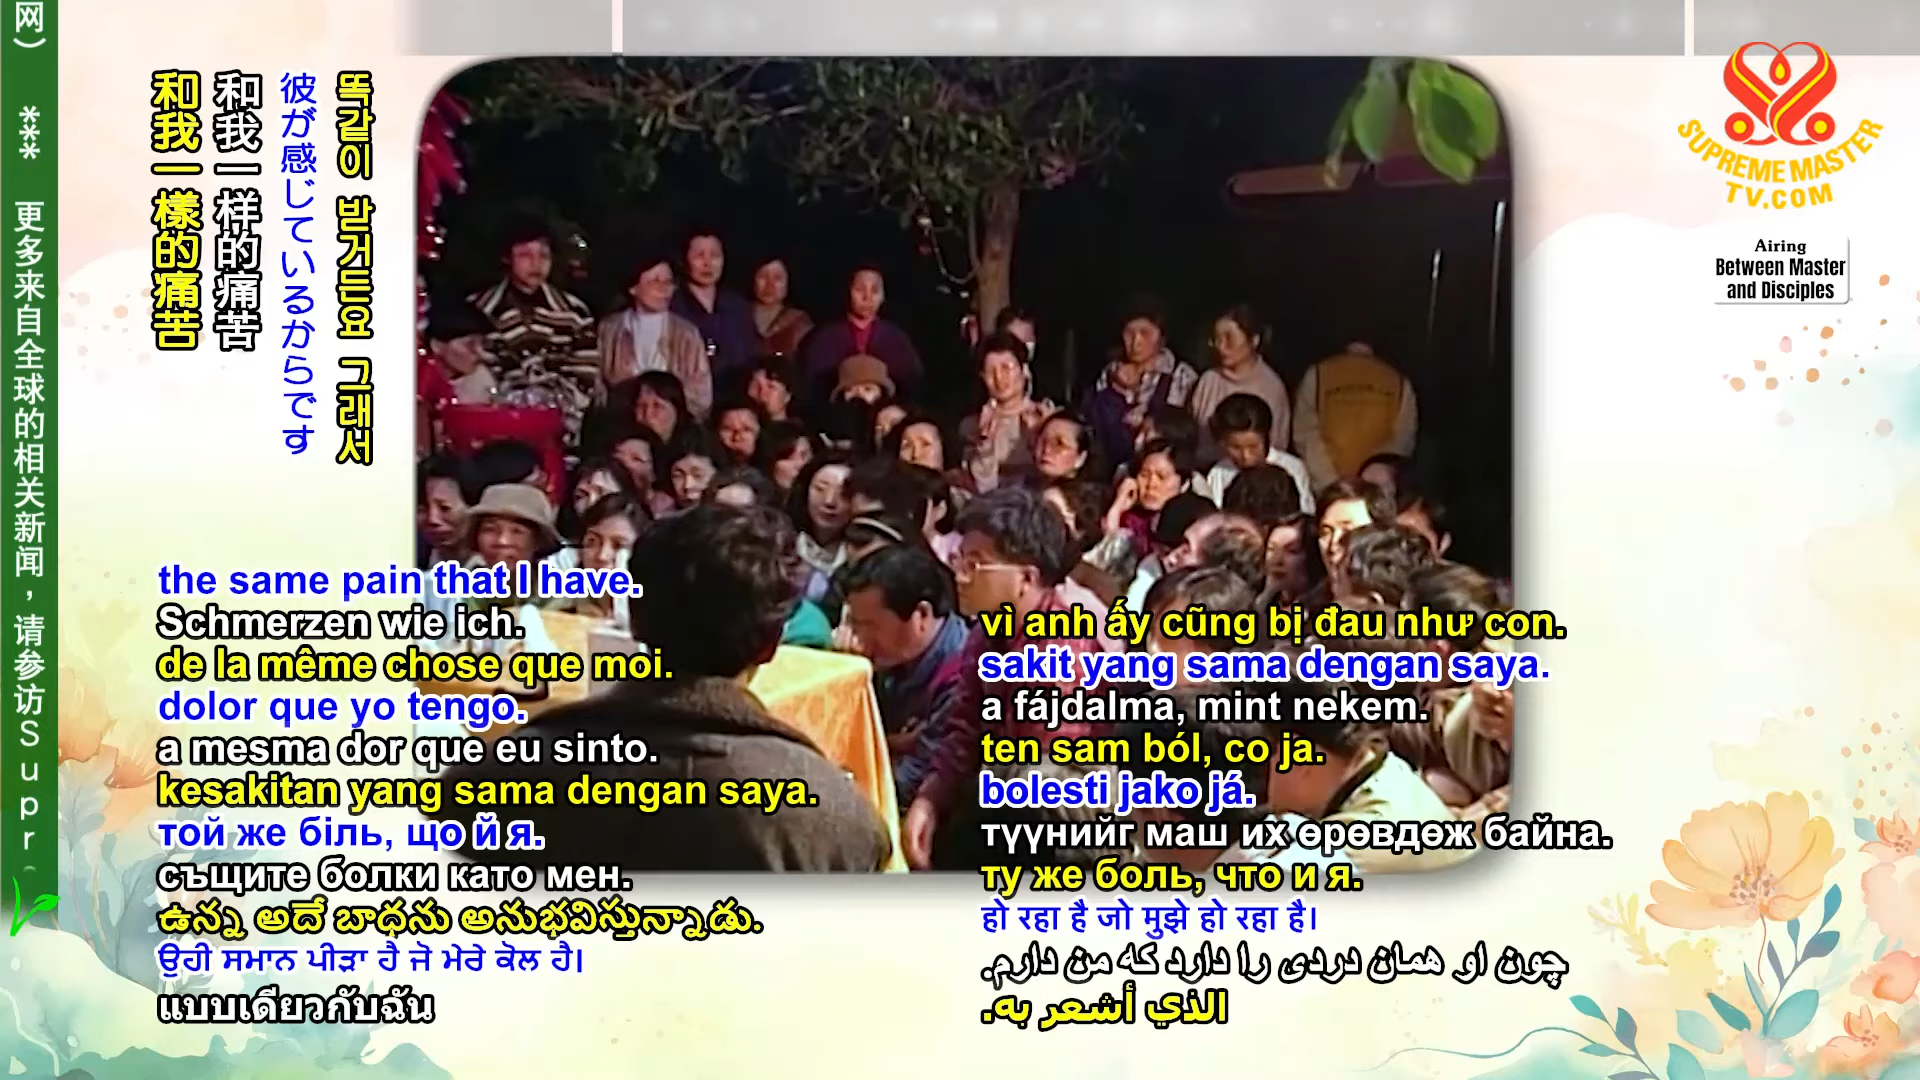 网） *** 更多来自全球的相关新闻，请参访Supr
和我一樣的痛苦
和我一样的痛苦
彼が感じているからです
똑같이 받거든요 그래서
SUPREME MASTER
TV.COM
Airing
Between Master
and Disciples
the same pain that I have.
Schmerzen wie ich.
de la même chose que moi.
dolor que yo tengo.
a mesma dor que eu sinto.
kesakitan yang sama dengan saya.
той же біль, що й я.
същите болки като мен.
ఉన్న అదే బాధను అనుభవిస్తున్నాడు.
ਉਹੀ ਸਮਾਨ ਪੀੜਾ ਹੈ ਜੋ ਮੇਰੇ ਕੋਲ ਹੈ।
แบบเดียวกับฉัน
vì anh ấy cũng bị đau như con.
sakit yang sama dengan saya.
a fájdalma, mint nekem.
ten sam ból, co ja.
bolesti jako já.
түүнийг маш их өрөвдөж байна.
ту же боль, что и я.
हो रहा है जो मुझे हो रहा है।
چون او همان دردی را دارد که من دارم.
الذي أشعر به.